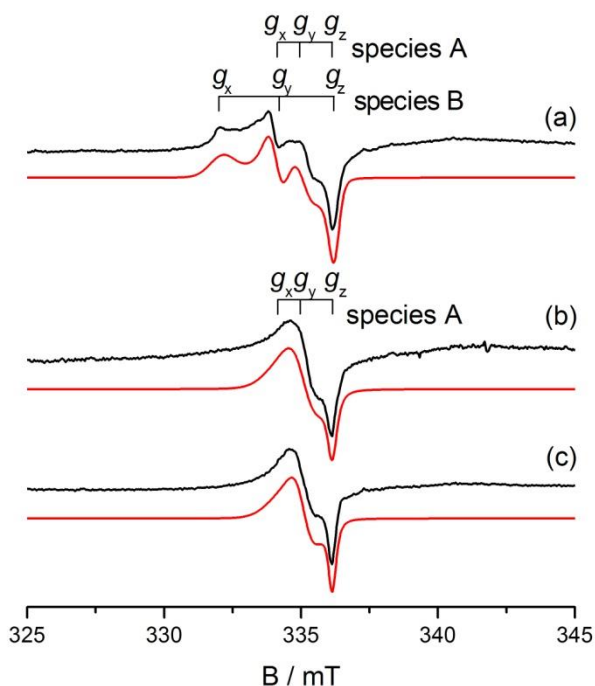 gx gy gz
species A
gx gy gz
species B
(a)
gx gy gz
species A
(b)
(c)
325 330 335 340 345
B / mT